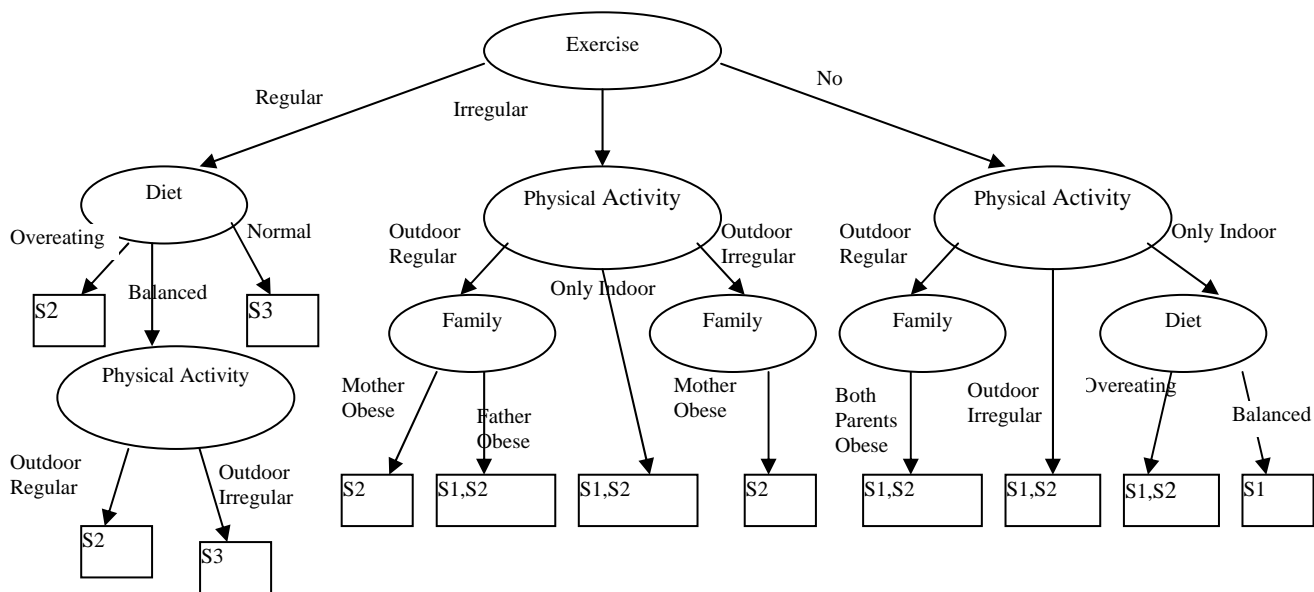 Exercise
Regular
Irregular
No
Diet
Physical Activity
Physical Activity
Overeating
Normal
Outdoor
Regular
Outdoor
Irregular
Outdoor
Regular
Only Indoor
Balanced
Only Indoor
S2
S3
Family
Family
Family
Diet
Physical Activity
Mother
Obese
Father
Obese
Mother
Obese
Both
Parents
Obese
Outdoor
Irregular
Overeating
Balanced
Outdoor
Regular
Outdoor
Irregular
S2
S1,S2
S1,S2
S2
S1,S2
S1,S2
S1,S2
S1
S2
S3